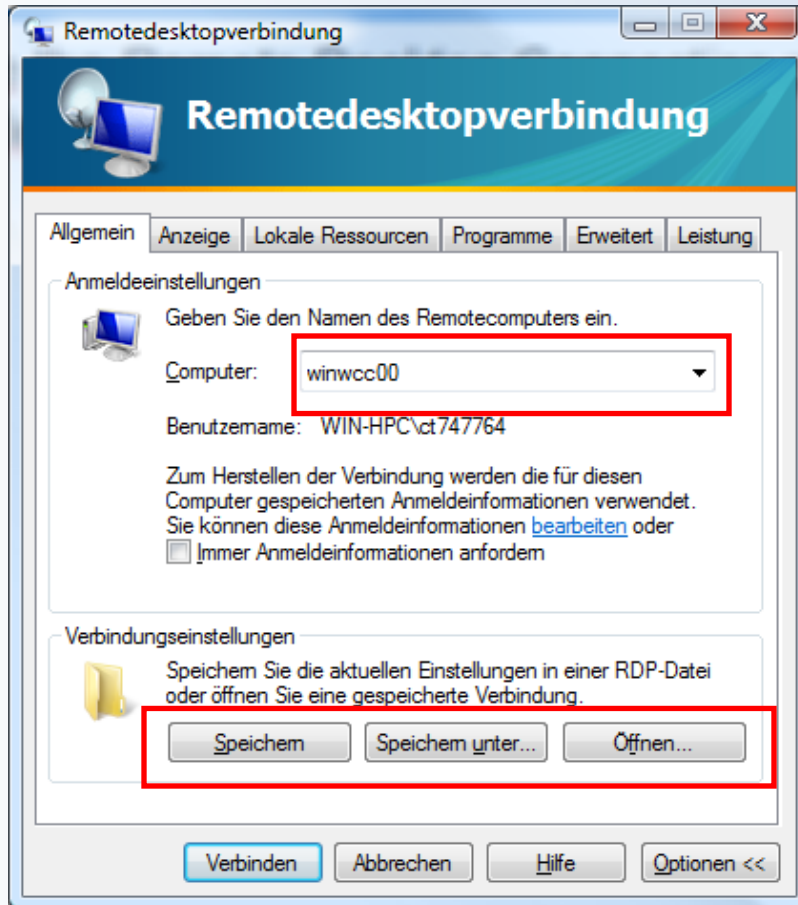 Remotedesktopverbindung
Remotedesktopverbindung
Allgemein Anzeige Lokale Ressourcen Programme Erweitert Leistung
Anmeldeeinstellungen
Geben Sie den Namen des Remotecomputers ein.
Computer: winwcc00
Benutzername: WIN-HPC\ct747764
Zum Herstellen der Verbindung werden die für diesen
Computer gespeicherten Anmeldeinformationen verwendet.
Sie können diese Anmeldeinformationen bearbeiten oder
Immer Anmeldeinformationen anfordern
Verbindungseinstellungen
Speichern Sie die aktuellen Einstellungen in einer RDP-Datei
oder öffnen Sie eine gespeicherte Verbindung.
Speichern Speichern unter... Öffnen...
Verbinden Abbrechen Hilfe Optionen <<